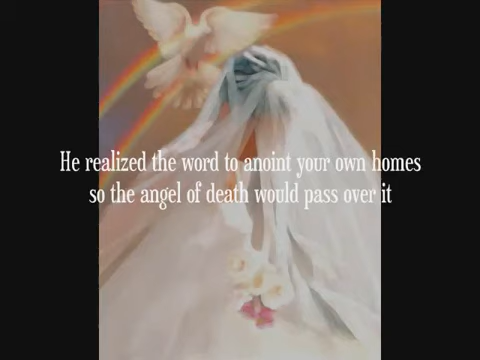 He realized the word to anoint your own homes
so the angel of death would pass over it